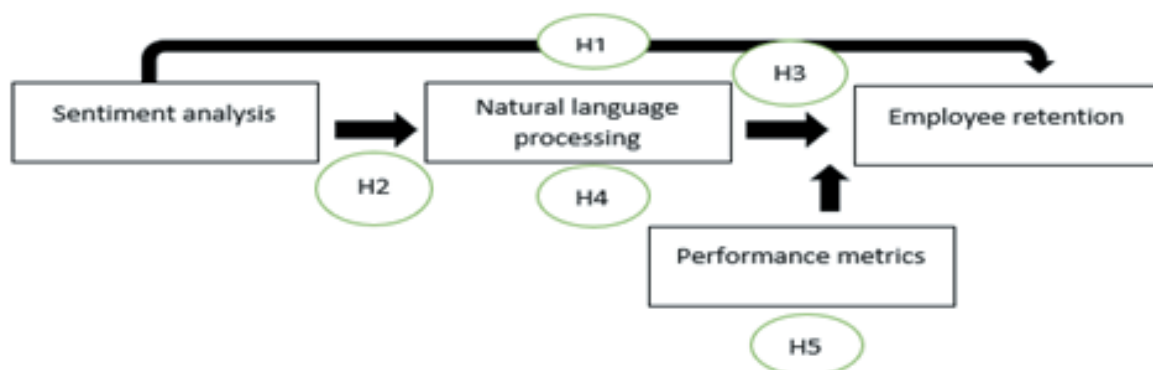 H1
H3
Sentiment analysis
Natural language
processing
Employee retention
H2
H4
Performance metrics
H5